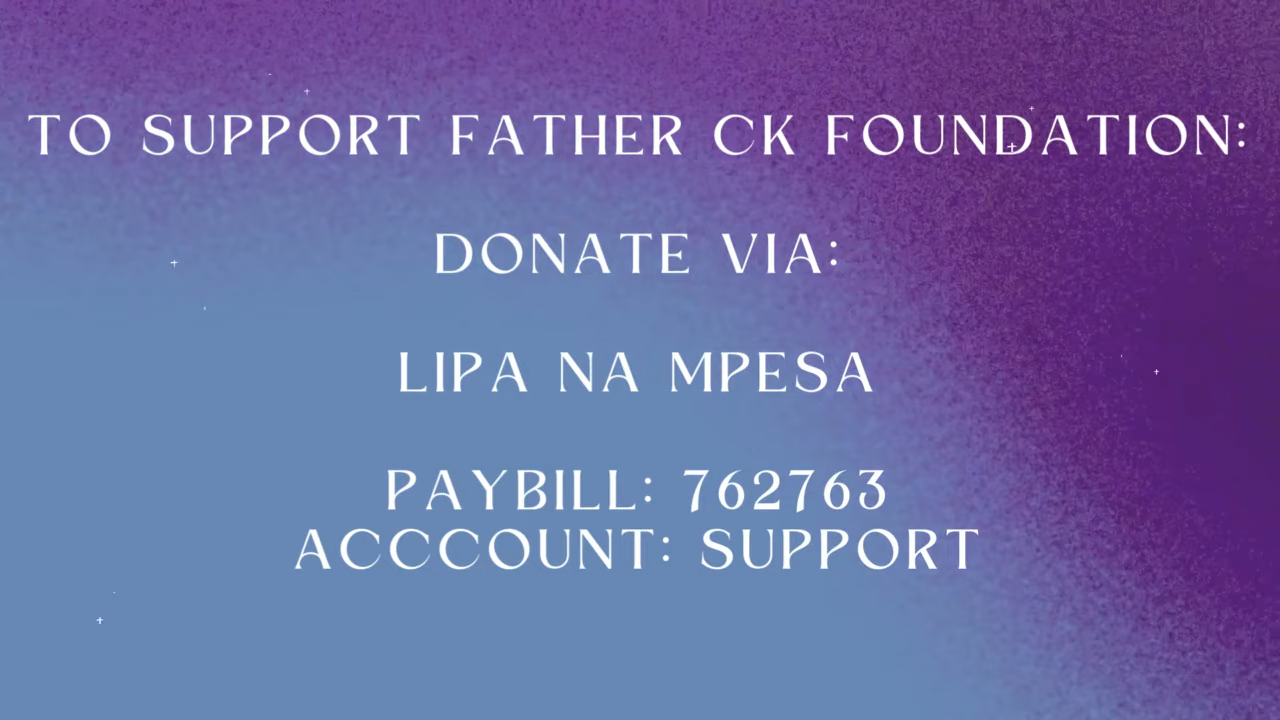 TO SUPPORT FATHER CK FOUNDATION:
DONATE VIA:
LIPA NA MPESA
PAYBILL: 762763
ACCCOUNT: SUPPORT